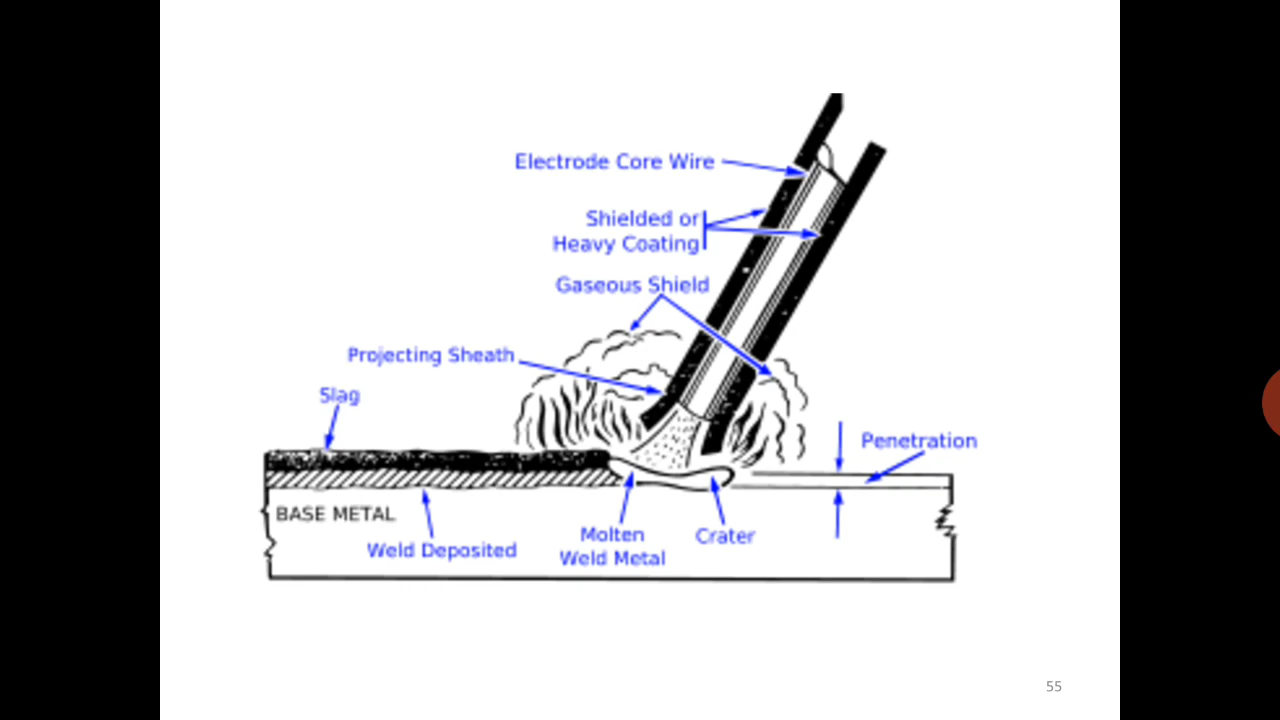 Electrode Core Wire
Shielded or
Heavy Coating
Gaseous Shield
Projecting Sheath
Slag
Penetration
BASE METAL
Weld Deposited
Molten
Weld Metal
Crater
55